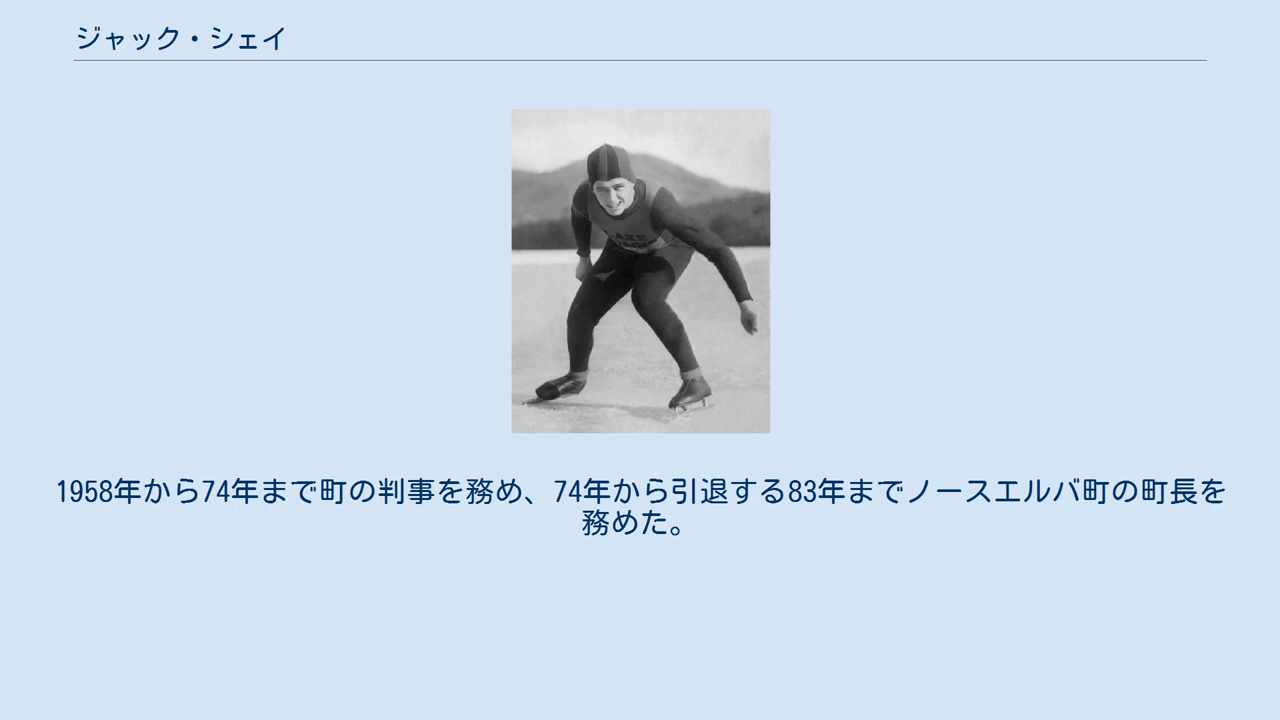 ジャック・シェイ
LAKE
1958年から74年まで町の判事を務め、74年から引退する83年までノースエルバ町の町長を
務めた。